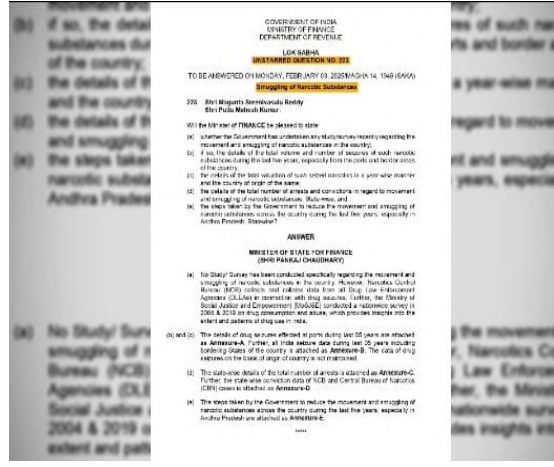 GOVERNMENT OF INDIA
MINISTRY OF FINANCE
DEPARTMENT OF REVENUE
LOK SABHA
UNSTARRED QUESTION NO. 223
TO BE ANSWERED ON MONDAY, FEBRUARY 03, 2025/MAGHA 14, 1946 (SAKA)
Smuggling of Narcotic Substances
223 Shri Magunta Sreenivasulu Reddy
Shri Putta Mahesh Kumar:
Will the Minister of FINANCE be pleased to state:
(a) whether the Government has undertaken any study/survey recently regarding the
movement and smuggling of narcotic substances in the country;
(b) if so, the details of the total volume and number of seizures of such narcotic
substances during the last five years, especially from the ports and border areas
of the country;
(c) the details of the total valuation of such seized narcotics in a year-wise manner
and the country of origin of the same;
(d) the details of the total number of arrests and convictions in regard to movement
and smuggling of narcotic substances, State-wise; and
(e) the steps taken by the Government to reduce the movement and smuggling of
narcotic substances across the country during the last five years, especially in
Andhra Pradesh, Statewise?
ANSWER
MINISTER OF STATE FOR FINANCE
(SHRI PANKAJ CHAUDHARY)
(a) No Study/ Survey has been conducted specifically regarding the movement and
smuggling of narcotic substances in the country. However, Narcotics Control
Bureau (NCB) collects and collates data from all Drug Law Enforcement
Agencies (DLEAs) in connection with drug seizures. Further, the Ministry of
Social Justice and Empowerment (MoSJ&E) conducted a nationwide survey in
2004 & 2019 on drug consumption and abuse, which provides insights into the
extent and patterns of drug use in India.
(b) and (c) The details of drug seizures effected at ports during last 05 years are attached
as Annexure-A. Further, all India seizure data during last 05 years including
bordering States of the country is attached as Annexure-B. The data of drug
seizures on the basis of origin of country is not maintained.
(d) The state-wise details of the total number of arrests is attached as Annexure-C.
Further, the state-wise conviction data of NCB and Central Bureau of Narcotics
(CBN) cases is attached as Annexure-D
(e) The steps taken by the Government to reduce the movement and smuggling of
narcotic substances across the country during the last five years, especially in
Andhra Pradesh are attached as Annexure-E.
*****